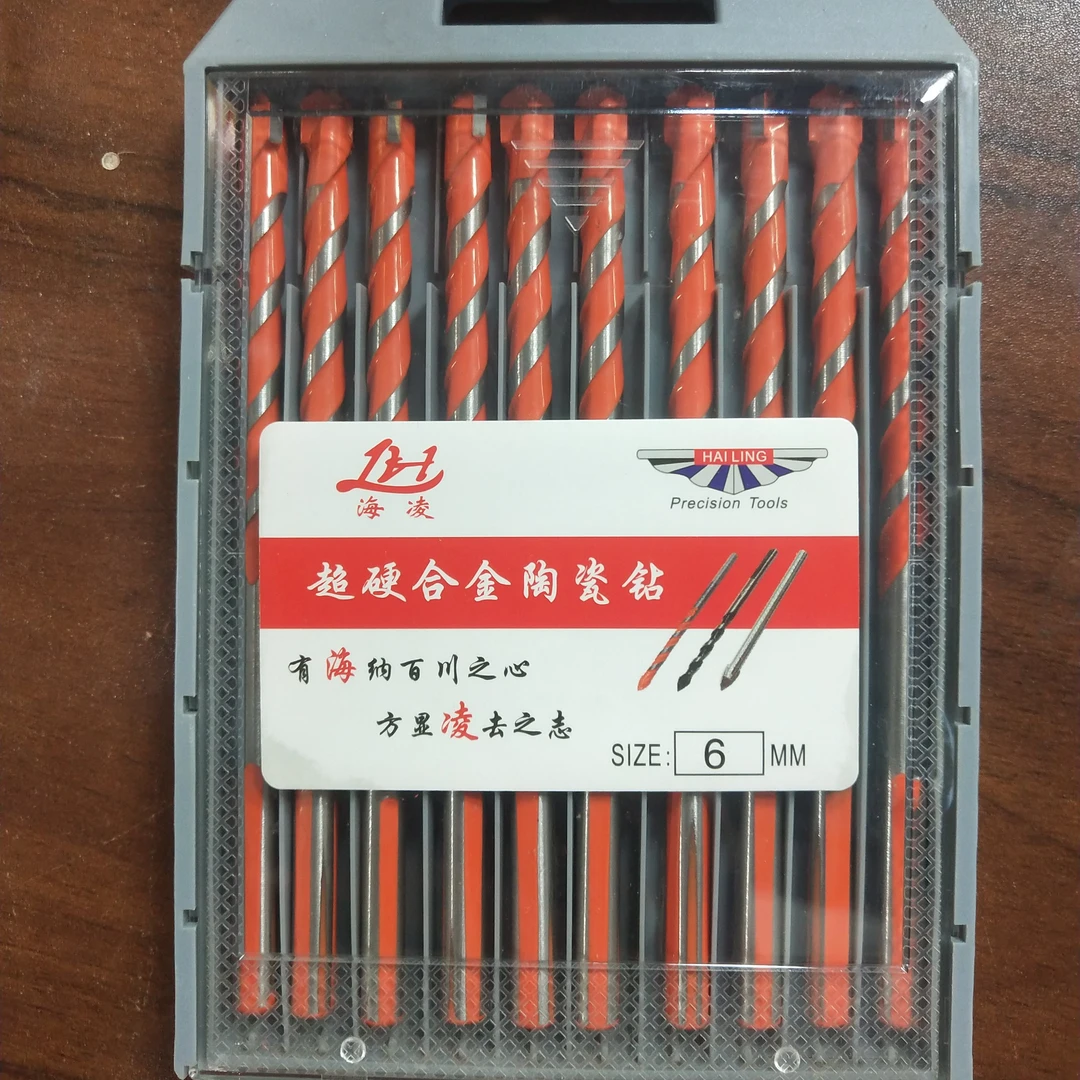 LH
海凌
HAI LING
Precision Tools
超硬合金陶瓷钻
有海纳百川之心
方显凌去之志
SIZE: 6 MM